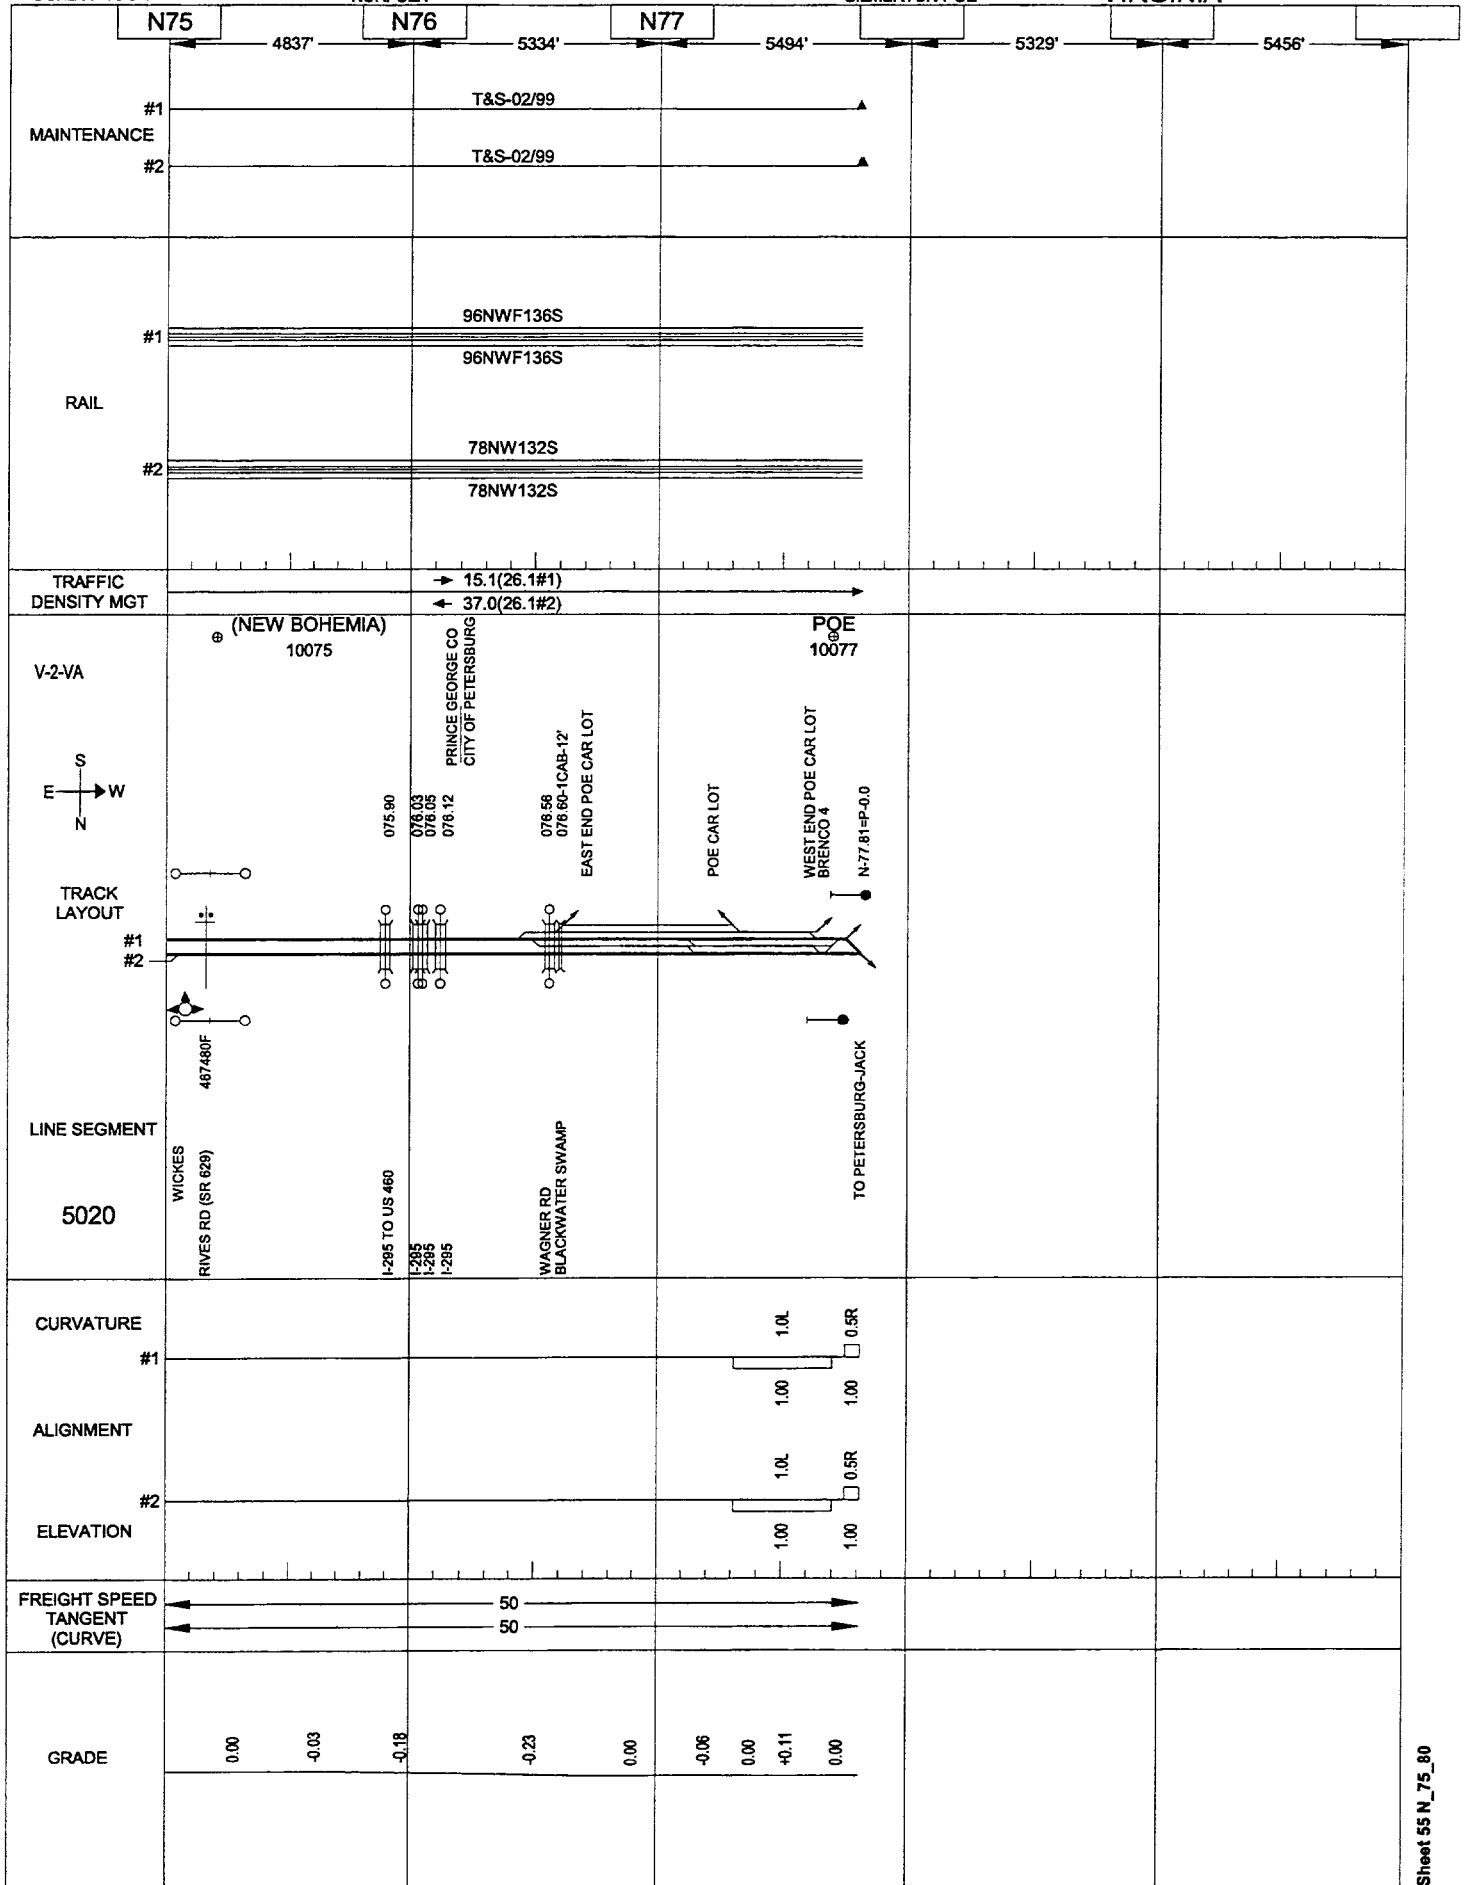 N75
N76
N77
4837'
5334'
5494'
5329'
5456'
#1
T&S-02/99
MAINTENANCE
#2
T&S-02/99
96NWF136S
#1
96NWF136S
RAIL
78NW132S
#2
78NW132S
TRAFFIC
DENSITY MGT
15.1(26.1#1)
37.0(26.1#2)
(NEW BOHEMIA)
10075
PRINCE GEORGE CO
CITY OF PETERSBURG
POE
10077
V-2-VA
S
E W
N
075.90
076.03
076.05
076.12
076.56
076.60-1CAB-12'
EAST END POE CAR LOT
POE CAR LOT
WEST END POE CAR LOT
BRENCO 4
N-77.81=P-0.0
TRACK
LAYOUT
#1
#2
467480F
LINE SEGMENT
5020
WICKES
RIVES RD (SR 629)
I-295 TO US 460
I-295
I-295
I-295
WAGNER RD
BLACKWATER SWAMP
TO PETERSBURG-JACK
CURVATURE
1.0L
0.5R
#1
1.00
1.00
ALIGNMENT
1.0L
0.5R
#2
1.00
1.00
ELEVATION
FREIGHT SPEED
TANGENT
(CURVE)
50
50
GRADE
0.00
-0.03
-0.18
-0.23
0.00
-0.06
0.00
+0.11
0.00
Sheet 55 N_75_80